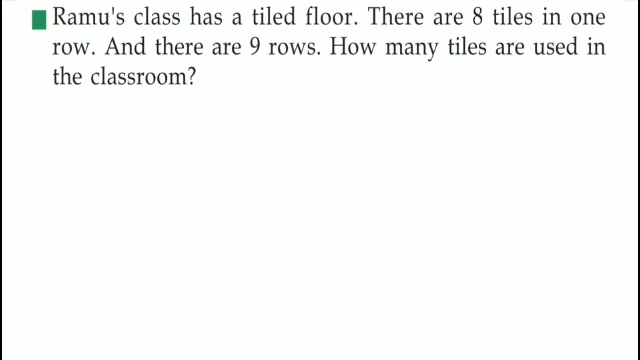 Ramu's class has a tiled floor. There are 8 tiles in one
row. And there are 9 rows. How many tiles are used in
the classroom?